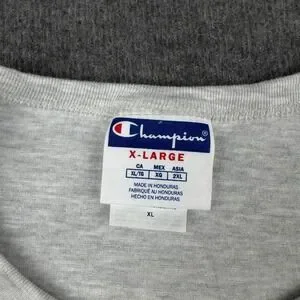 Champion
X-LARGE
CA MEX ASIA
XL/TG XG 2XL
MADE IN HONDURAS
FABRIQUÉ AU HONDURAS
HECHO EN HONDURAS
XL